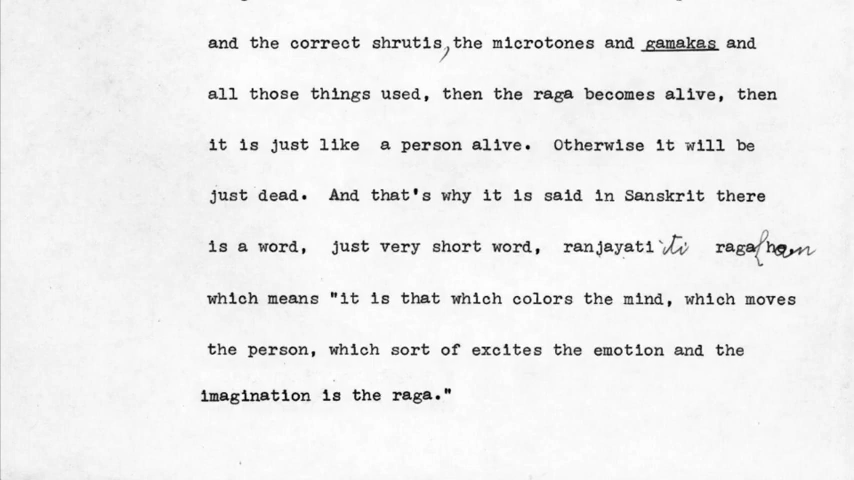 and the correct shrutis, the microtones and gamakas and
all those things used, then the raga becomes alive, then
it is just like a person alive. Otherwise it will be
just dead. And that's why it is said in Sanskrit there
is a word, just very short word, ranjayati iti raga
which means "it is that which colors the mind, which moves
the person, which sort of excites the emotion and the
imagination is the raga."